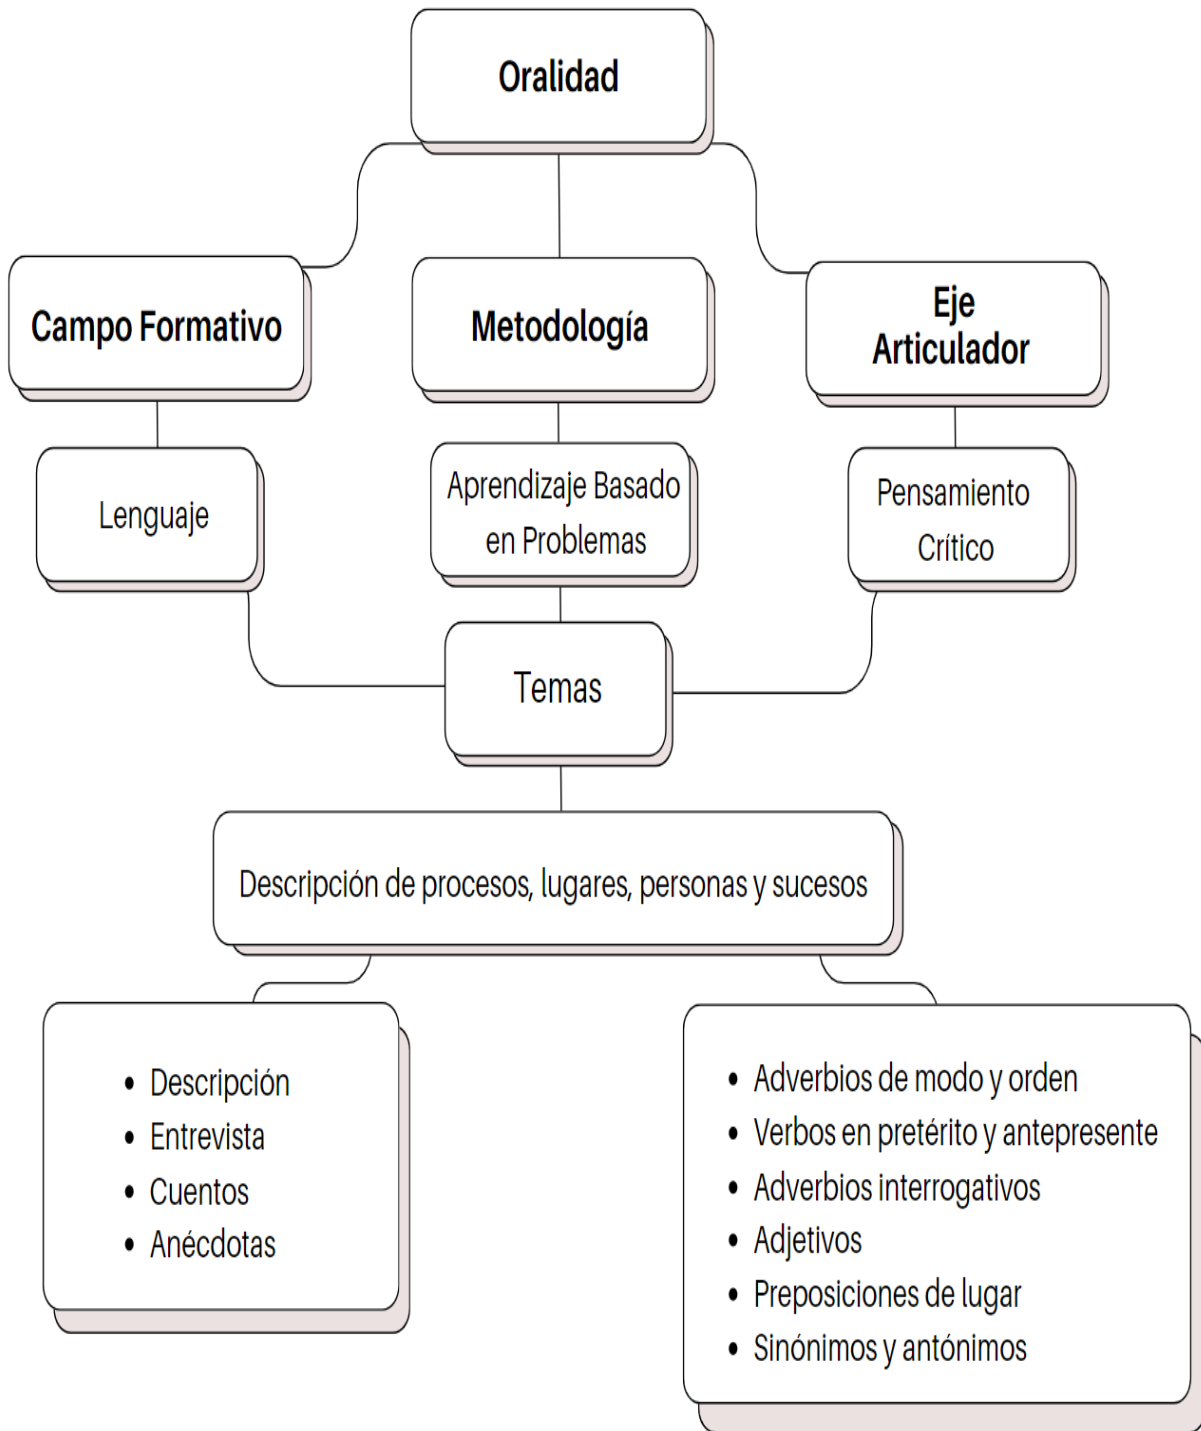 Oralidad
Campo Formativo
Metodología
Eje
Articulador
Lenguaje
Aprendizaje Basado
en Problemas
Pensamiento
Crítico
Temas
Descripción de procesos, lugares, personas y sucesos
• Descripción
• Entrevista
• Cuentos
• Anécdotas
• Adverbios de modo y orden
• Verbos en pretérito y antepresente
• Adverbios interrogativos
• Adjetivos
• Preposiciones de lugar
• Sinónimos y antónimos